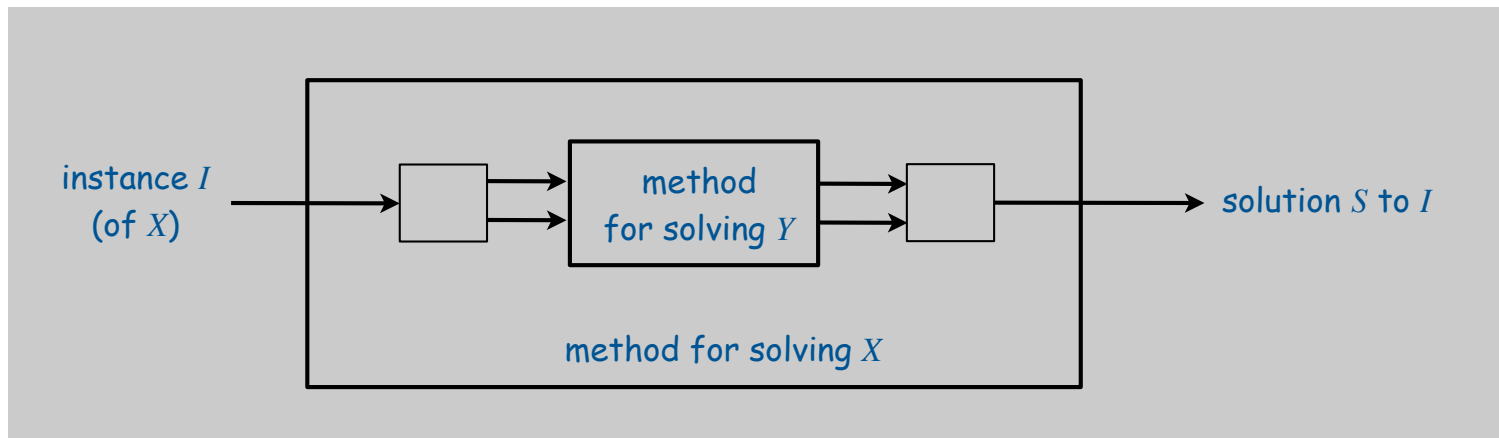 instance I
(of X)
method
for solving Y
solution S to I
method for solving X